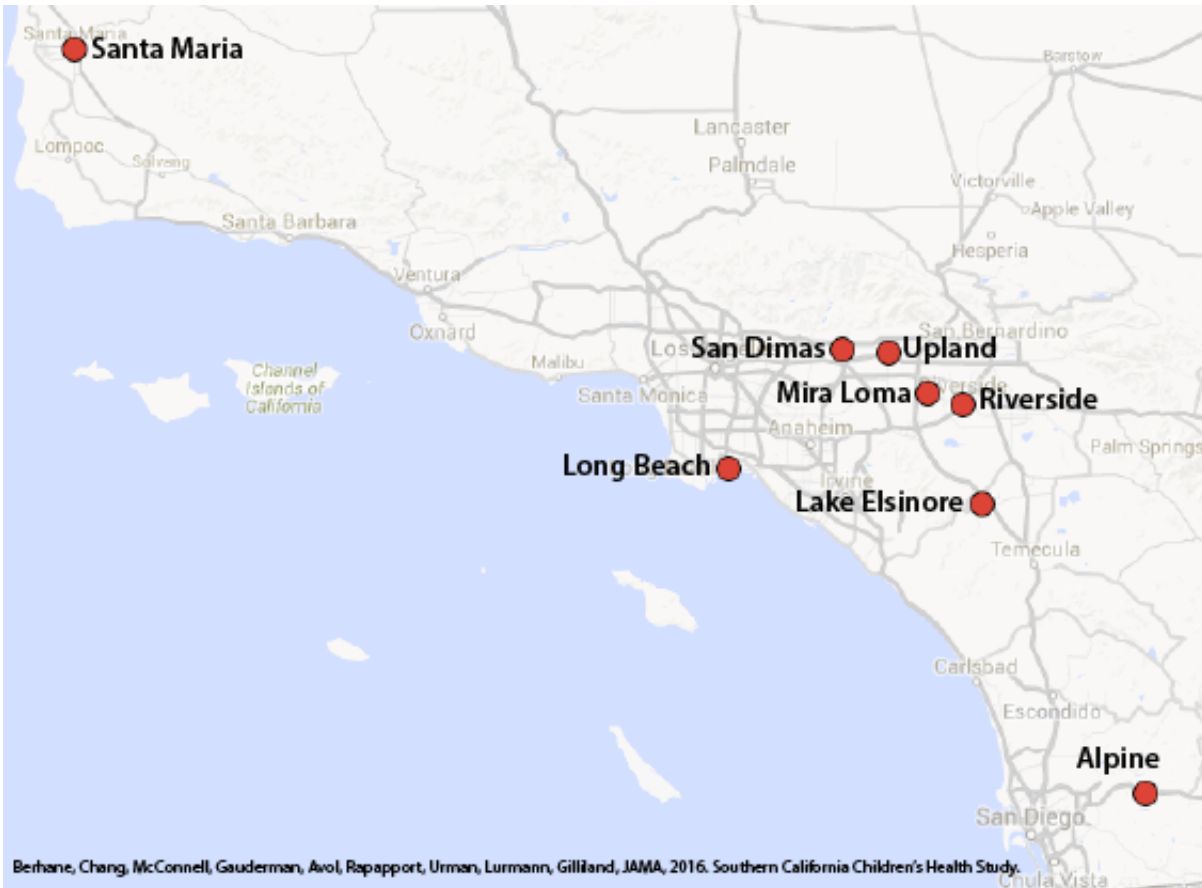 Santa Maria
Santa Maria
Barstow
Lancaster
Lompoc
Solvang
Palmdale
Victorville
Apple Valley
Santa Barbara
Hesperia
Ventura
Oxnard
San Bernardino
San Dimas
Upland
Malibu
Channel
Islands of
California
Santa Monica
Mira Loma
Riverside
Anaheim
Palm Springs
Long Beach
Irvine
Lake Elsinore
Temecula
Carlsbad
Escondido
Alpine
San Diego
Berhane, Chang, McConnell, Gauderman, Avol, Rapapport, Urman, Lurmann, Gilliland, JAMA, 2016. Southern California Children's Health Study.
Chula Vista